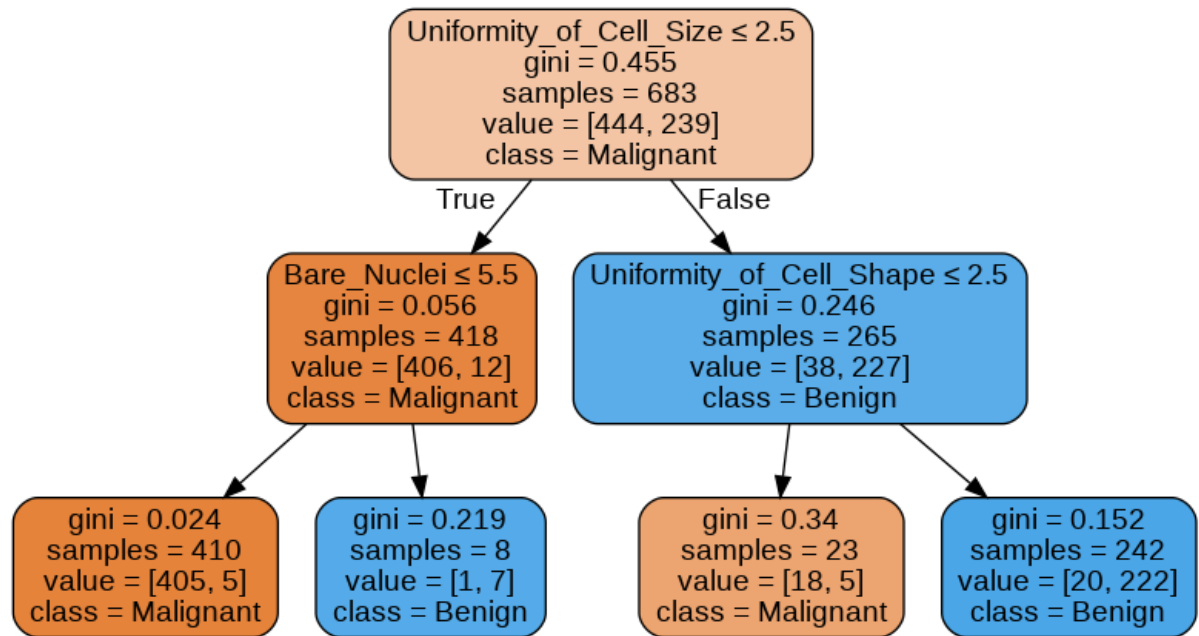 Uniformity_of_Cell_Size ≤ 2.5
gini = 0.455
samples = 683
value = [444, 239]
class = Malignant
True
False
Bare_Nuclei ≤ 5.5
gini = 0.056
samples = 418
value = [406, 12]
class = Malignant
Uniformity_of_Cell_Shape ≤ 2.5
gini = 0.246
samples = 265
value = [38, 227]
class = Benign
gini = 0.024
samples = 410
value = [405, 5]
class = Malignant
gini = 0.219
samples = 8
value = [1, 7]
class = Benign
gini = 0.34
samples = 23
value = [18, 5]
class = Malignant
gini = 0.152
samples = 242
value = [20, 222]
class = Benign